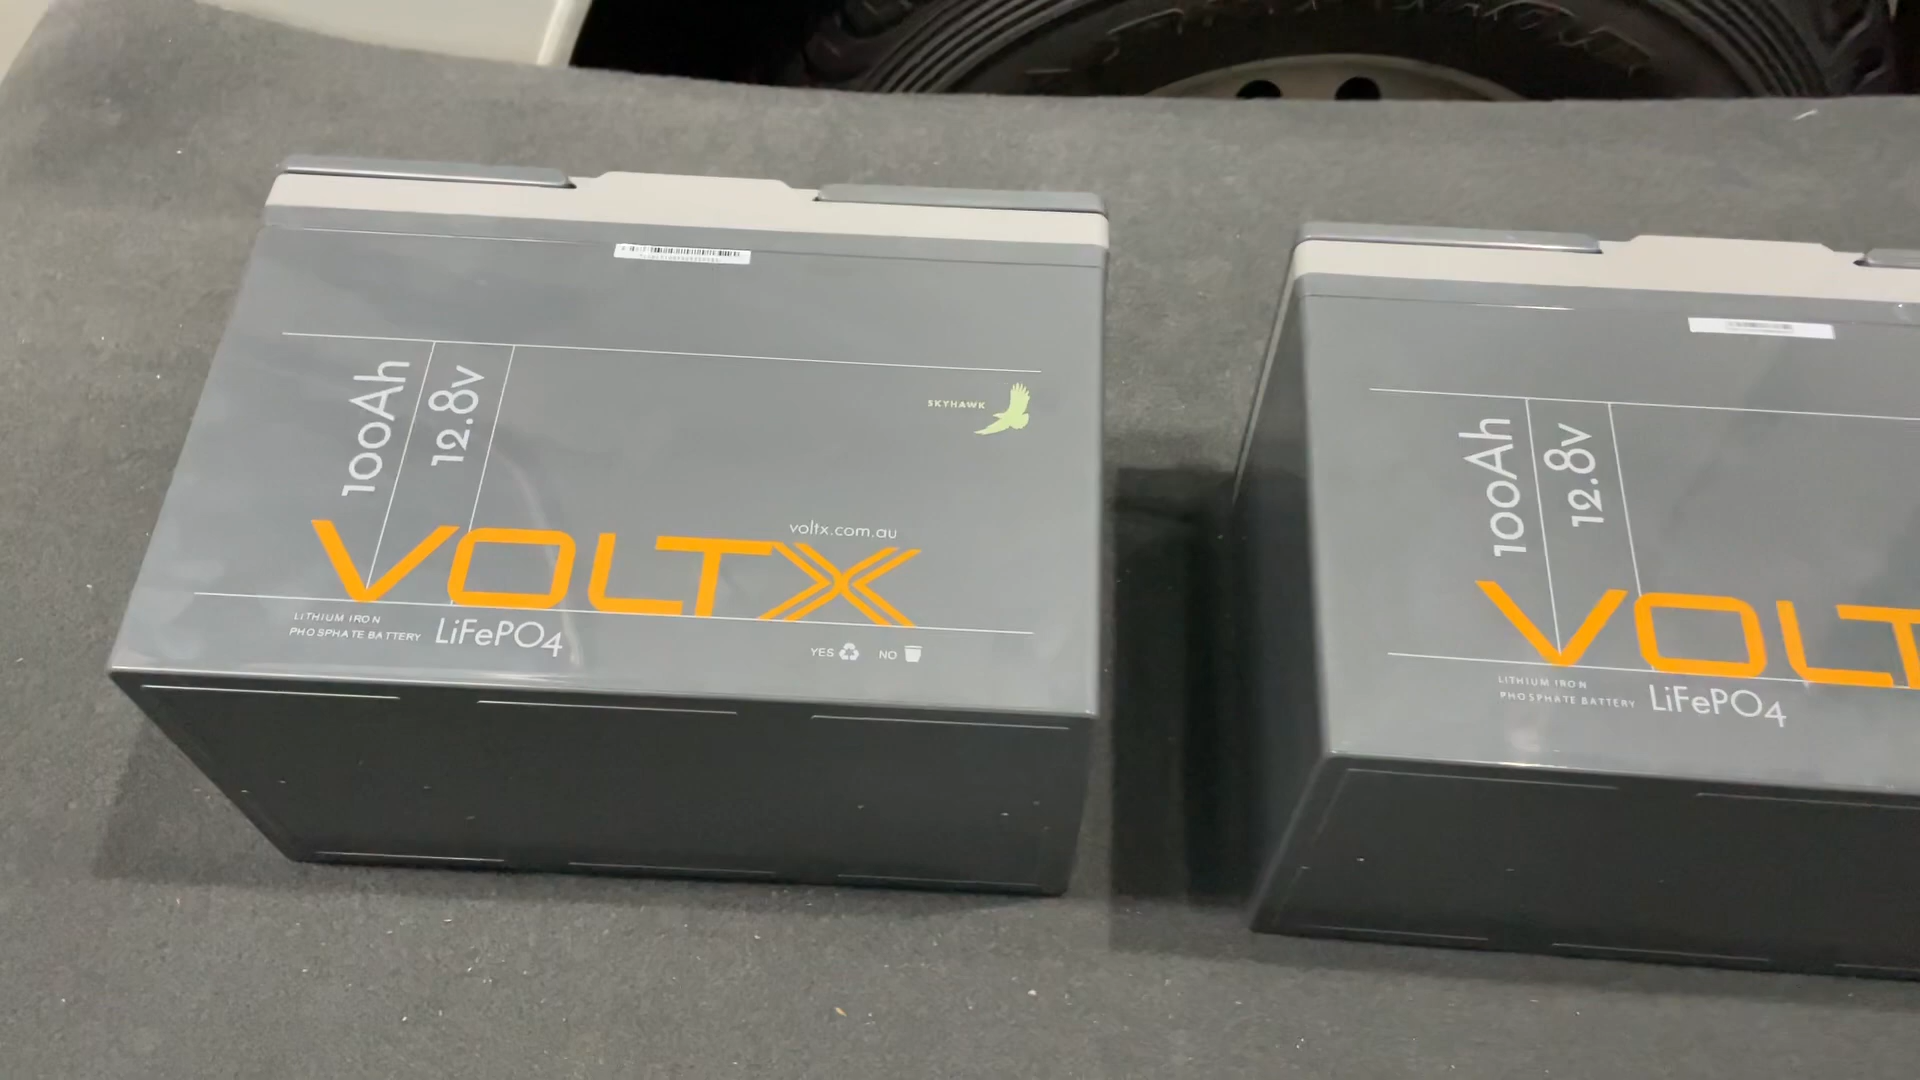 100Ah
12.8v
SKYHAWK
voltx.com.au
VOLTX
LITHIUM IRON
PHOSPHATE BATTERY
LiFePO4
YES
NO
100Ah
12.8v
VOLT
LITHIUM IRON
PHOSPHATE BATTERY
LiFePO4